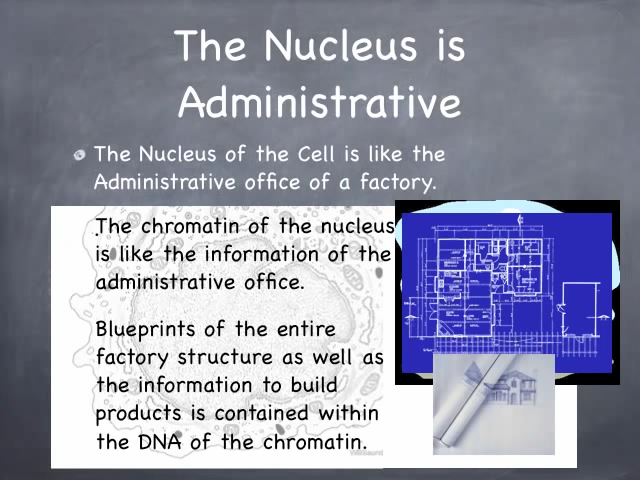 The Nucleus is
Administrative
The Nucleus of the Cell is like the
Administrative office of a factory.
The chromatin of the nucleus
is like the information of the
administrative office.
Blueprints of the entire
factory structure as well as
the information to build
products is contained within
the DNA of the chromatin.